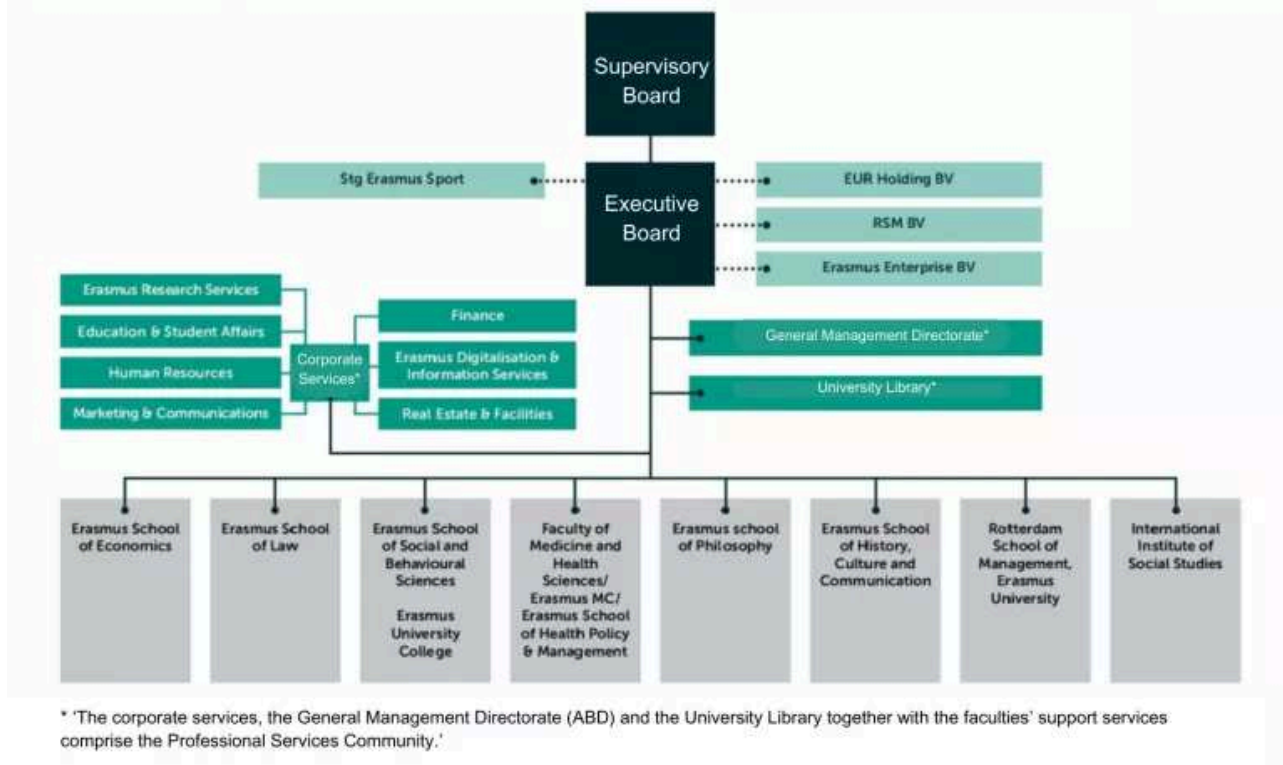 Supervisory
Board
Stg Erasmus Sport
Executive
Board
EUR Holding BV
RSM BV
Erasmus Enterprise BV
Erasmus Research Services
Education & Student Affairs
Human Resources
Marketing & Communications
Corporate
Services*
Finance
Erasmus Digitalisation &
Information Services
Real Estate & Facilities
General Management Directorate*
University Library*
Erasmus School
of Economics
Erasmus School
of Law
Erasmus School
of Social and
Behavioural
Sciences
Erasmus
University
College
Faculty of
Medicine and
Health
Sciences/
Erasmus MC/
Erasmus School
of Health Policy
& Management
Erasmus school
of Philosophy
Erasmus School
of History,
Culture and
Communication
Rotterdam
School of
Management,
Erasmus
University
International
Institute of
Social Studies
* ‘The corporate services, the General Management Directorate (ABD) and the University Library together with the faculties’ support services
comprise the Professional Services Community.’